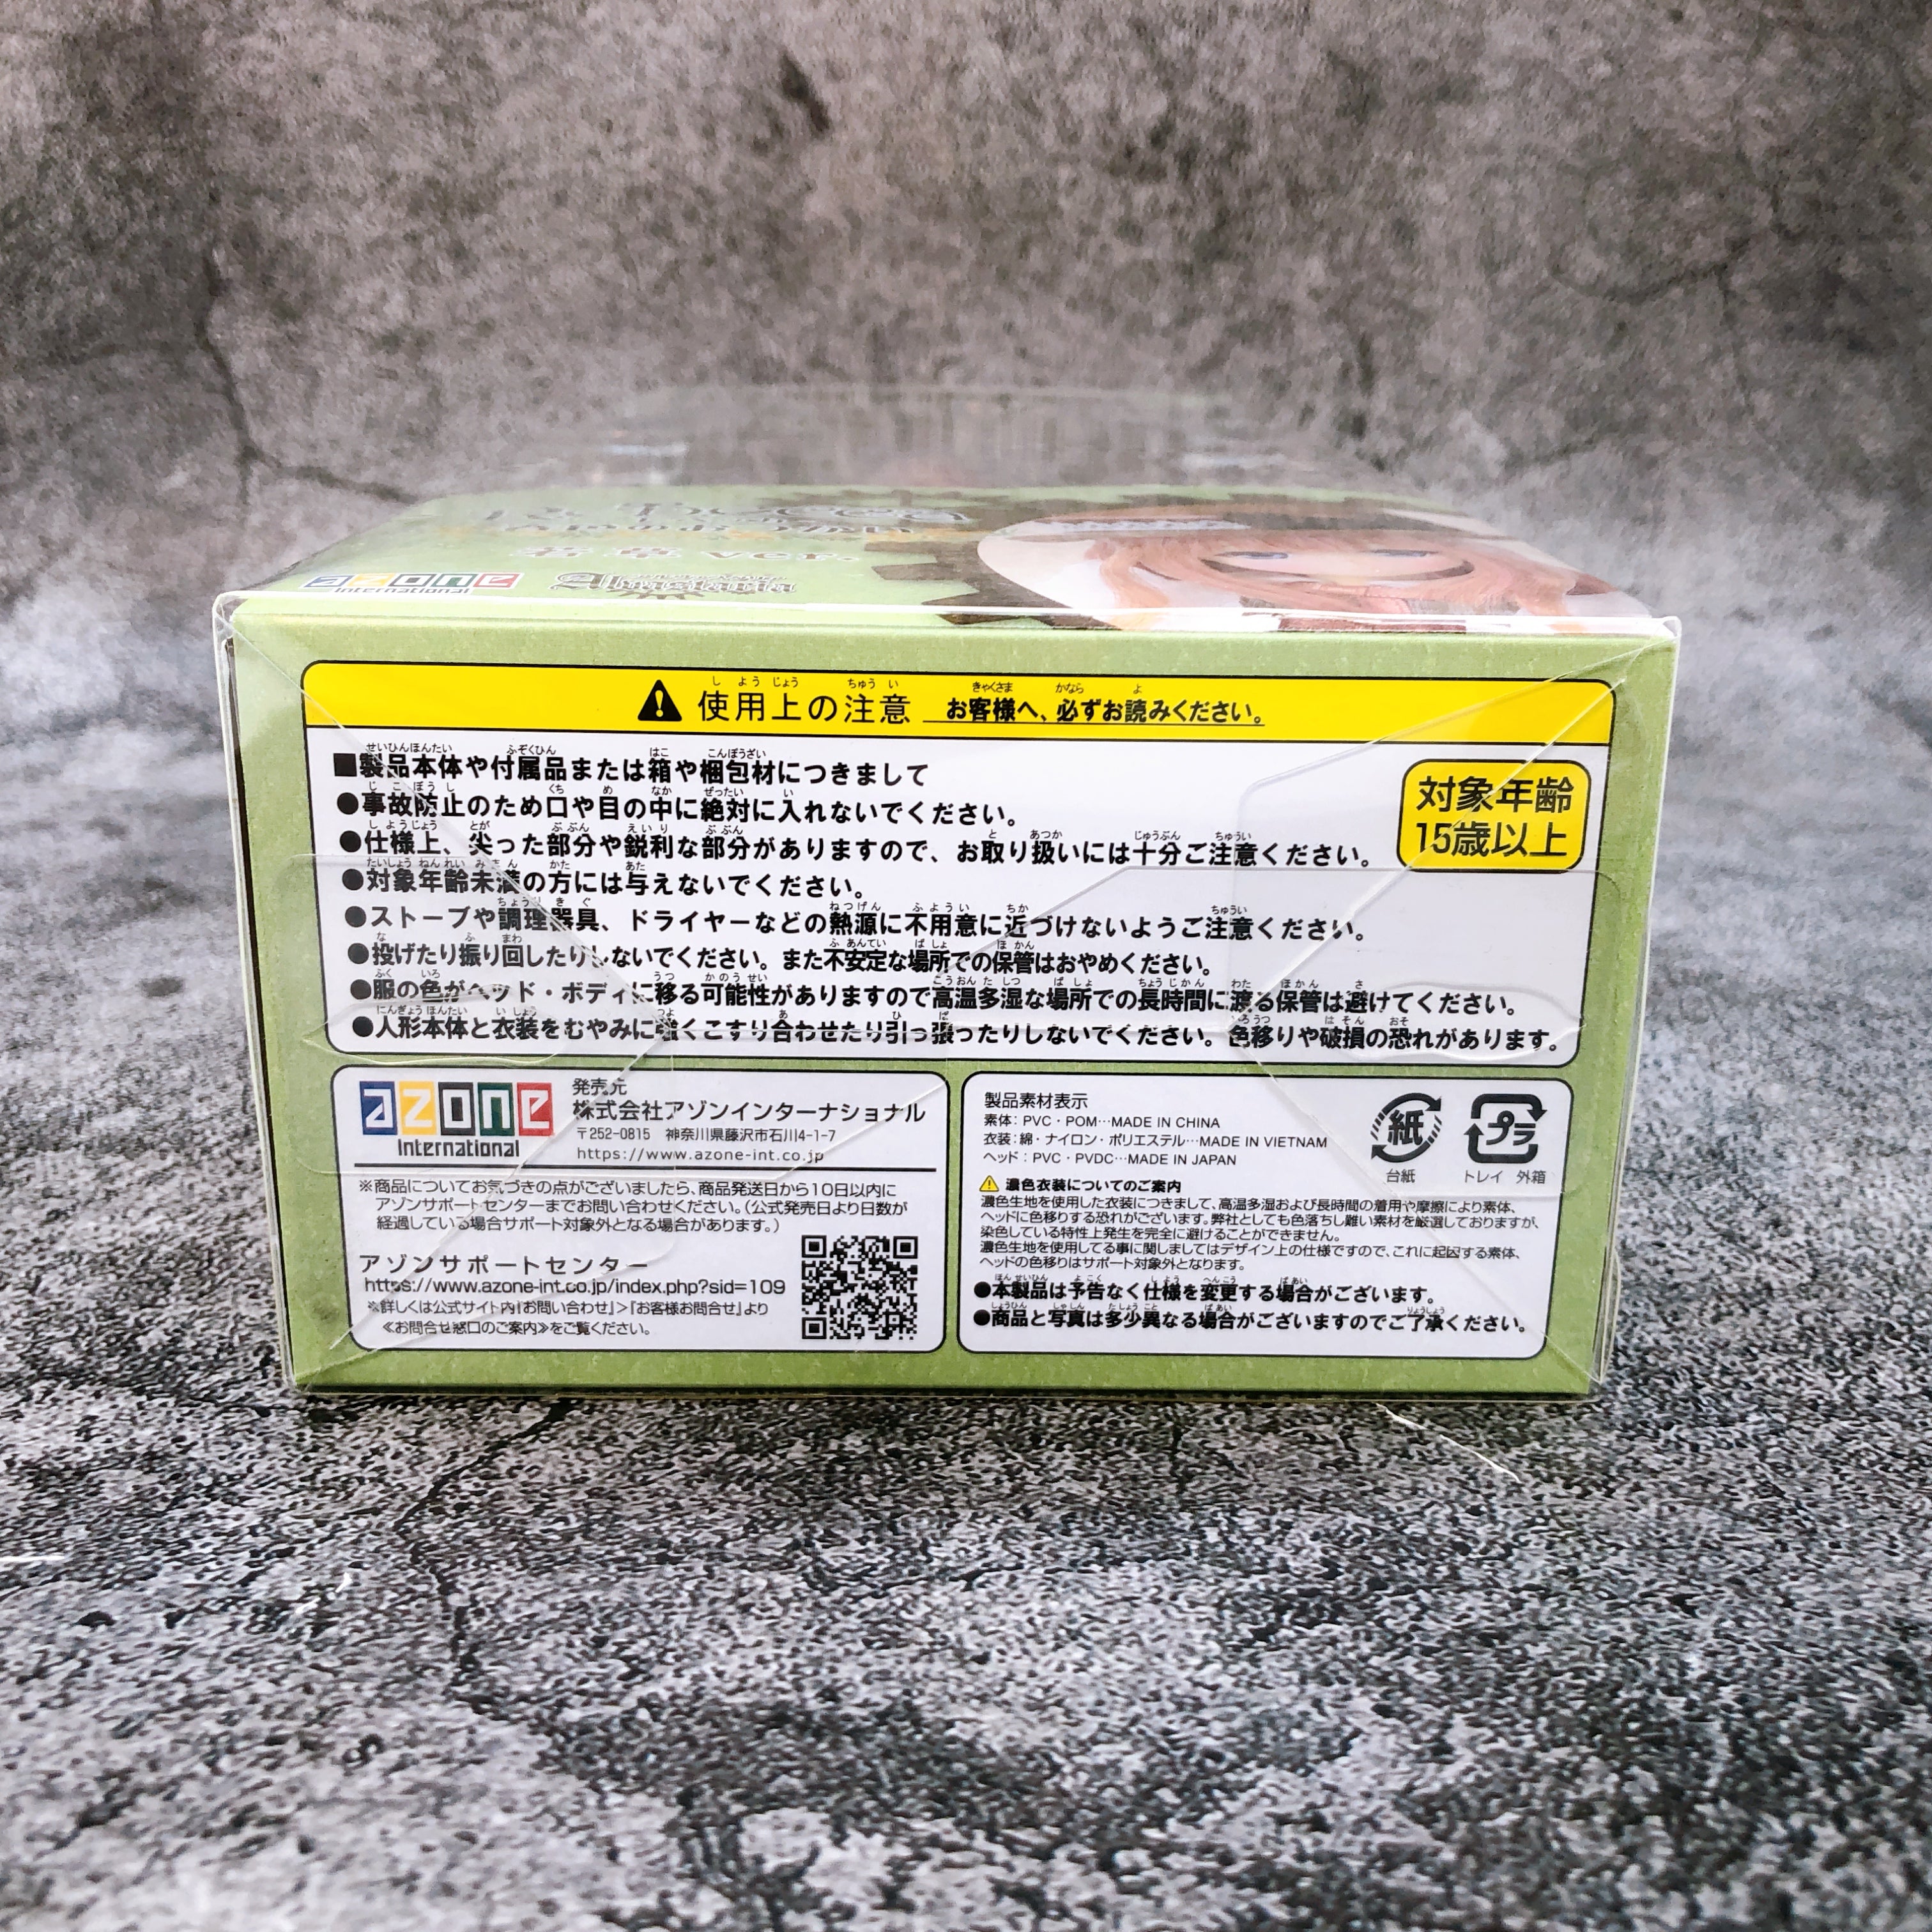 azone
International
ver.
⚠ 使用上の注意 お客様へ、必ずお読みください。
■製品本体や付属品または箱や梱包材につきまして
●事故防止のため口や目の中に絶対に入れないでください。
●仕様上、尖った部分や鋭利な部分がありますので、お取り扱いには十分ご注意ください。
●対象年齢未満の方には与えないでください。
●ストーブや調理器具、ドライヤーなどの熱源に不用意に近づけないようご注意ください。
●投げたり振り回したりしないでください。また不安定な場所での保管はおやめください。
●服の色がヘッド・ボディに移る可能性がありますので高温多湿な場所での長時間に渡る保管は避けてください。
●人形本体と衣装をむやみに強くこすり合わせたり引っ張ったりしないでください。色移りや破損の恐れがあります。
対象年齢
15歳以上
azone
International
発売元
株式会社アゾンインターナショナル
〒252-0815 神奈川県藤沢市石川4-1-7
https://www.azone-int.co.jp
※商品についてお気づきの点がございましたら、商品発送日から10日以内に
アゾンサポートセンターまでお問い合わせください。(公式発売日より日数が
経過している場合サポート対象外となる場合があります。)
アゾンサポートセンター
https://www.azone-int.co.jp/index.php?sid=109
※詳しくは公式サイト内『お問い合わせ』>『お客様お問合せ』より
《お問合せ窓口のご案内》をご覧ください。
製品素材表示
素体：PVC・POM…MADE IN CHINA
衣装：綿・ナイロン・ポリエステル…MADE IN VIETNAM
ヘッド：PVC・PVDC…MADE IN JAPAN
紙
台紙
プラ
トレイ 外箱
⚠ 濃色衣装についてのご案内
濃色生地を使用した衣装につきまして、高温多湿および長時間の着用や摩擦により素体、
ヘッドに色移りする恐れがございます。弊社としても色落ちし難い素材を厳選しておりますが、
染色している特性上発生を完全に避けることができません。
濃色生地を使用してる事に関しましてはデザイン上の仕様ですので、これに起因する素体、
ヘッドの色移りはサポート対象外となります。
●本製品は予告なく仕様を変更する場合がございます。
●商品と写真は多少異なる場合がございますのでご了承ください。